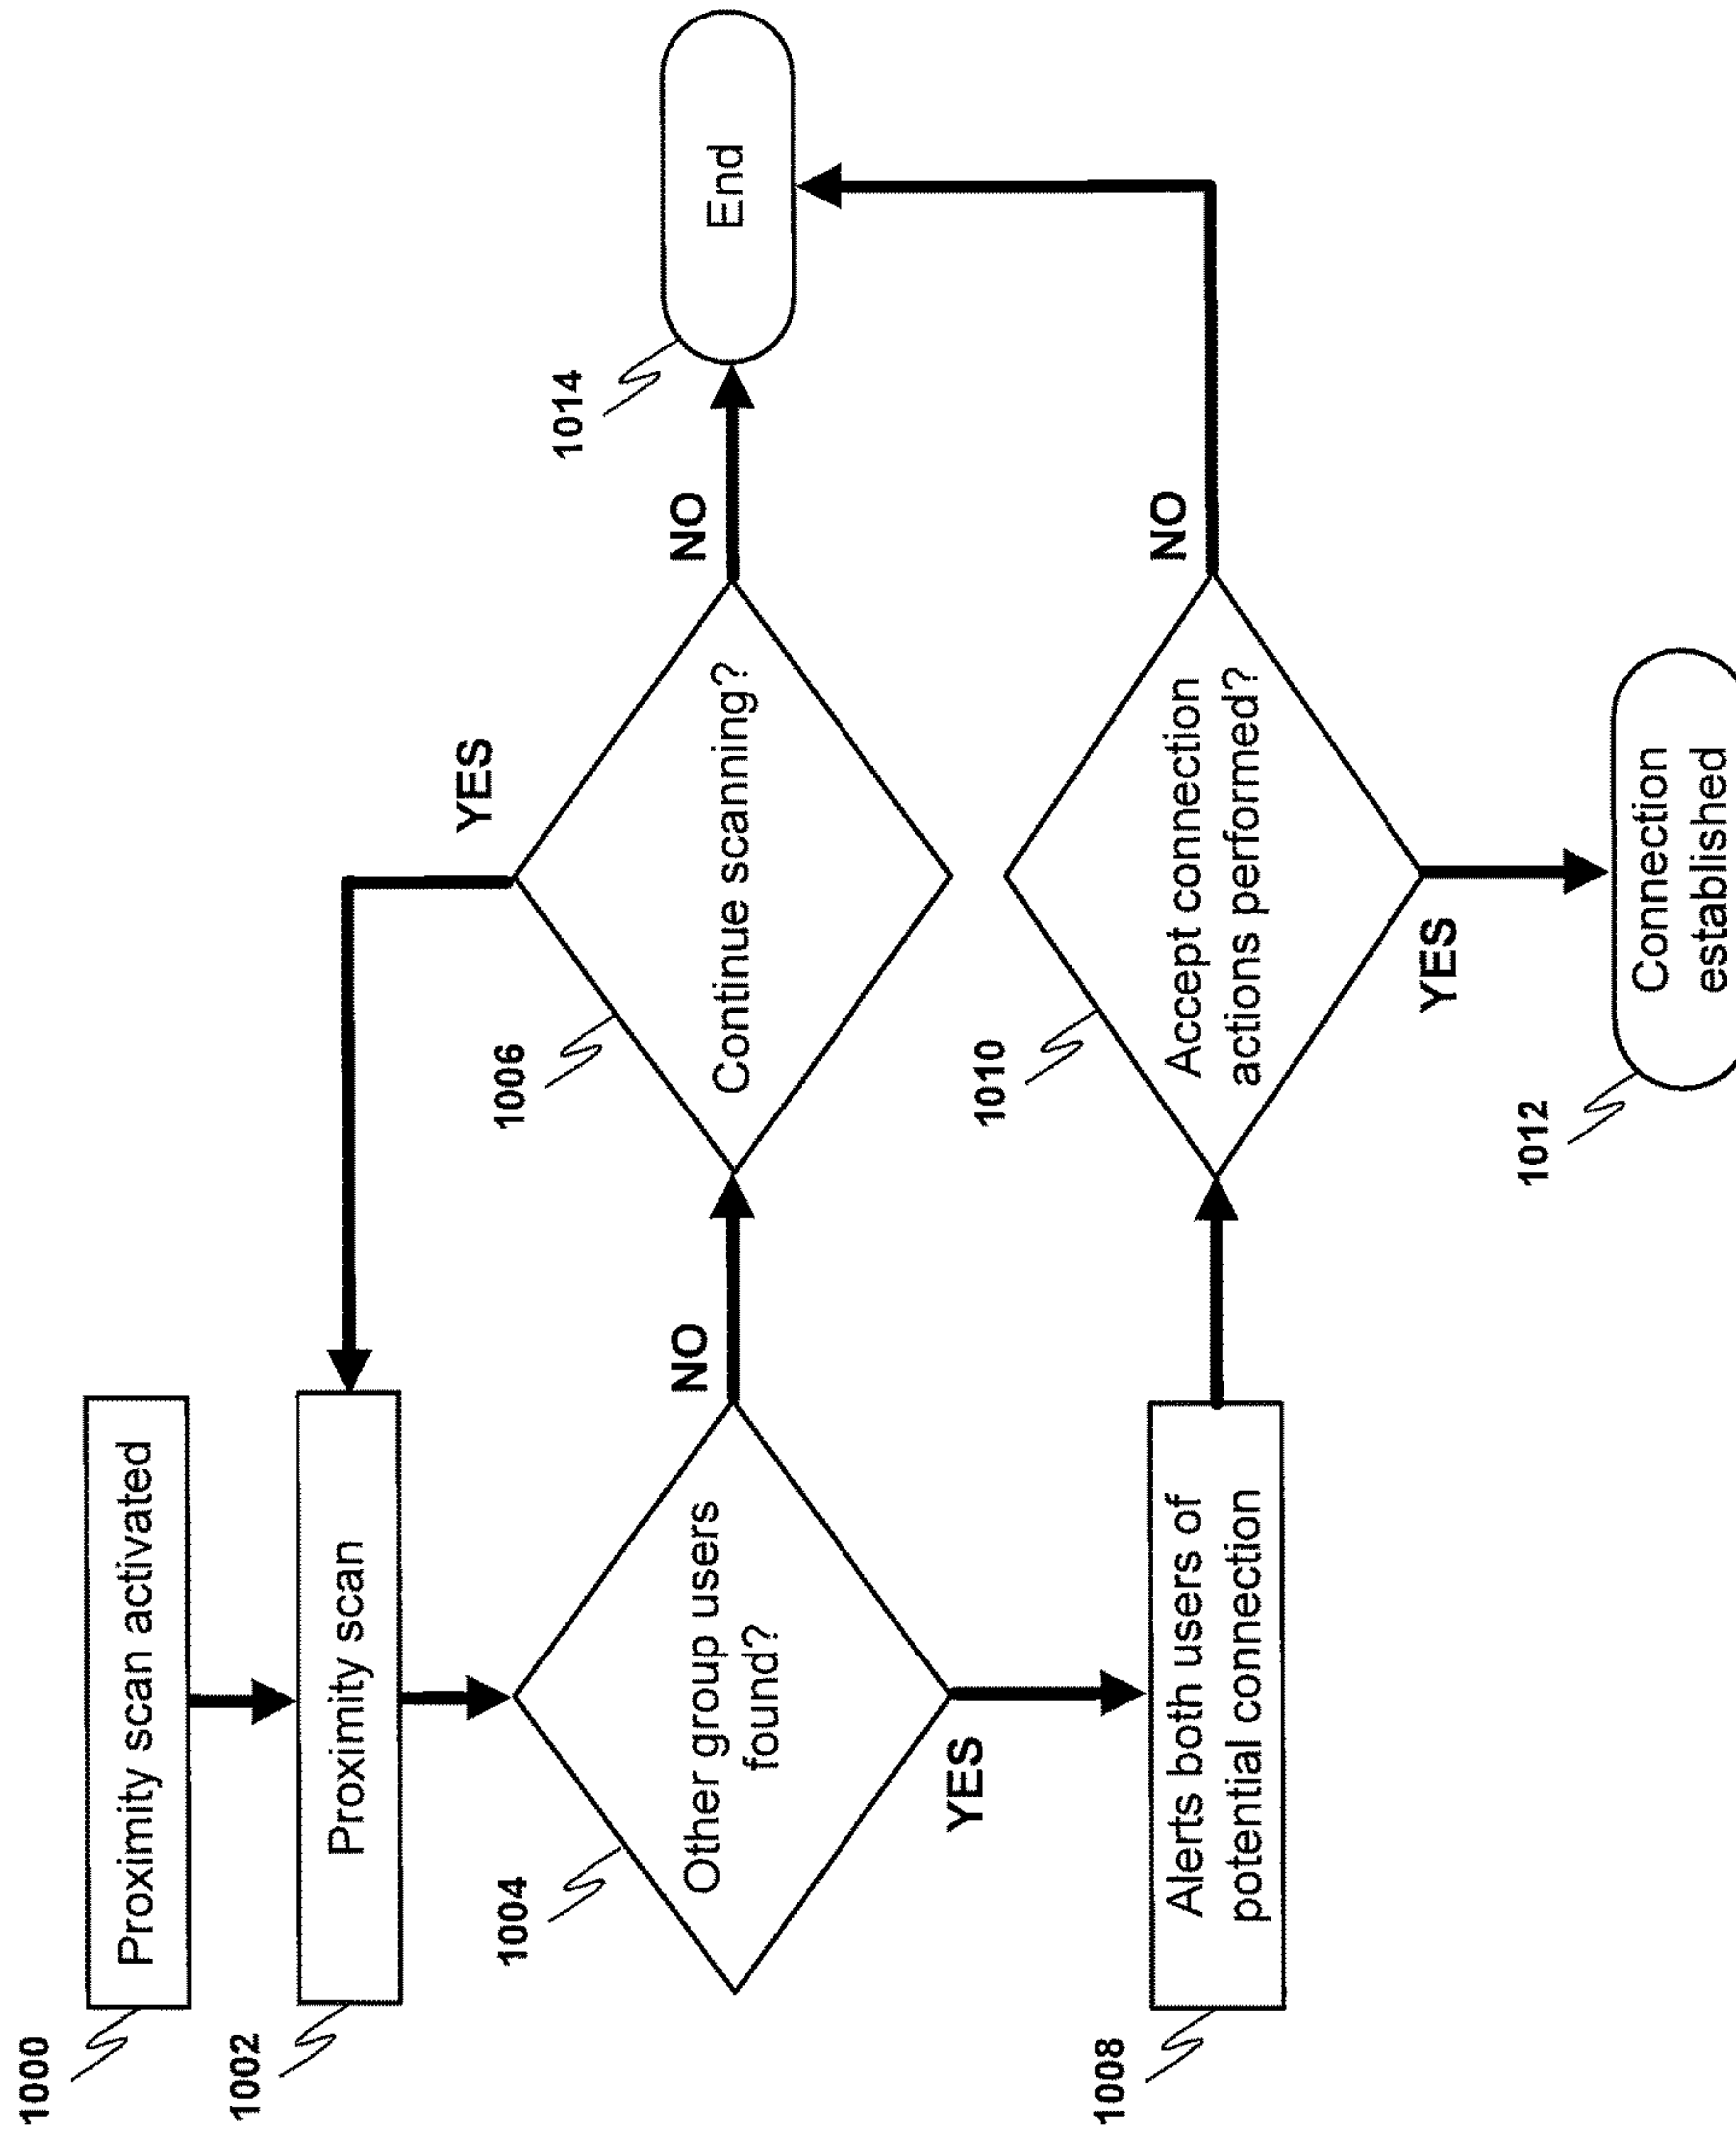 1000
Proximity scan activated
1002
Proximity scan
1004
Other group users
found?
NO
YES
1006
Continue scanning?
YES
NO
1014
End
1008
Alerts both users of
potential connection
1010
Accept connection
actions performed?
NO
YES
1012
Connection
established